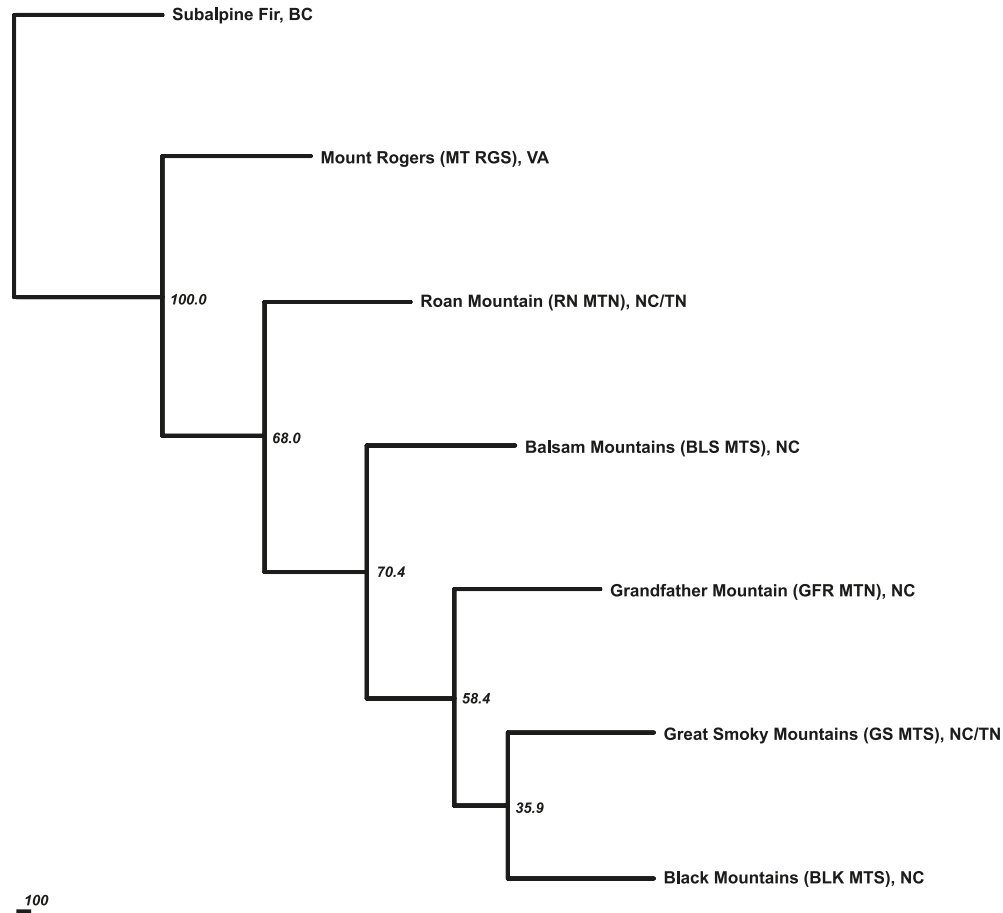 Subalpine Fir, BC
Mount Rogers (MT RGS), VA
100.0
Roan Mountain (RN MTN), NC/TN
68.0
Balsam Mountains (BLS MTS), NC
70.4
Grandfather Mountain (GFR MTN), NC
58.4
Great Smoky Mountains (GS MTS), NC/TN
35.9
Black Mountains (BLK MTS), NC
100